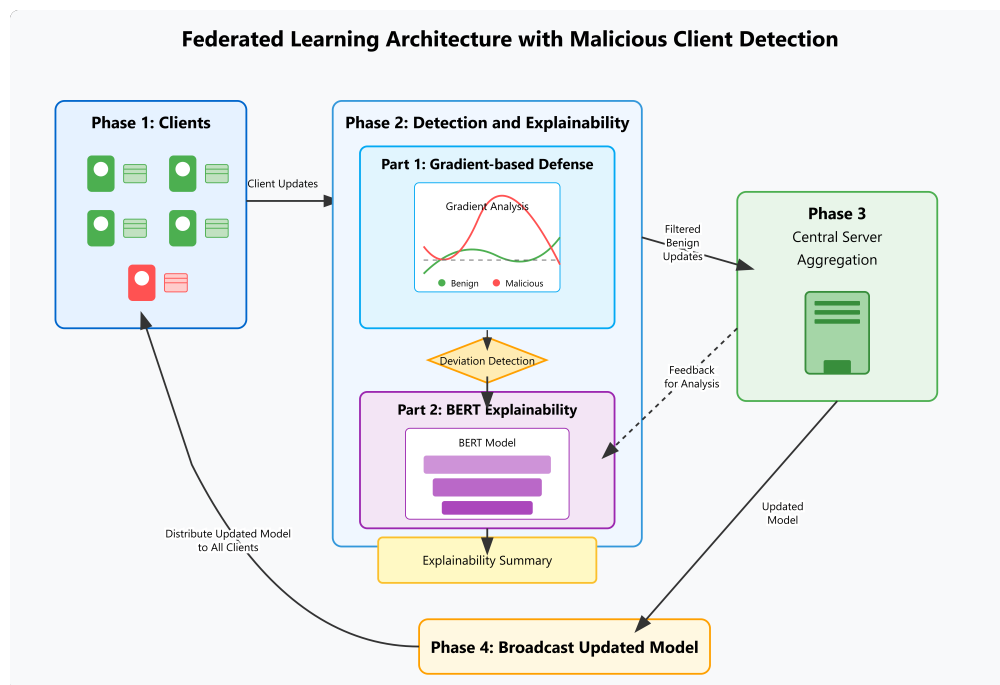 Federated Learning Architecture with Malicious Client Detection
Phase 1: Clients
Client Updates
Phase 2: Detection and Explainability
Part 1: Gradient-based Defense
Gradient Analysis
Benign
Malicious
Deviation Detection
Part 2: BERT Explainability
BERT Model
Explainability Summary
Filtered
Benign
Updates
Phase 3
Central Server
Aggregation
Feedback
for Analysis
Updated
Model
Distribute Updated Model
to All Clients
Phase 4: Broadcast Updated Model